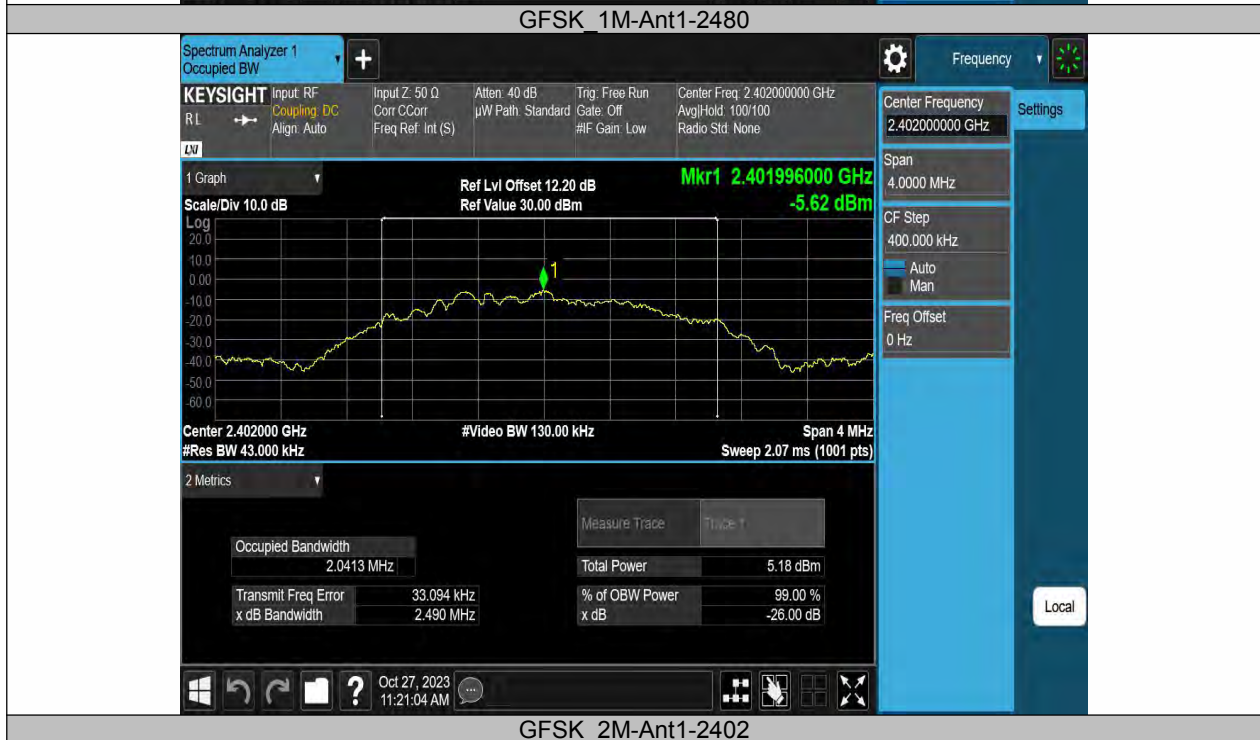 GFSK_1M-Ant1-2480
Spectrum Analyzer 1
Occupied BW
Frequency
KEYSIGHT
R L
LXI
Input: RF
Coupling: DC
Align: Auto
Input Z: 50 Ω
Corr CCorr
Freq Ref: Int (S)
Atten: 40 dB
µW Path: Standard
Trig: Free Run
Gate: Off
#IF Gain: Low
Center Freq: 2.402000000 GHz
Avg|Hold: 100/100
Radio Std: None
Center Frequency
2.402000000 GHz
Settings
Span
4.0000 MHz
CF Step
400.000 kHz
Auto
Man
Freq Offset
0 Hz
1 Graph
Scale/Div 10.0 dB
Ref Lvl Offset 12.20 dB
Ref Value 30.00 dBm
Mkr1 2.401996000 GHz
-5.62 dBm
Log
20.0
10.0
0.00
-10.0
-20.0
-30.0
-40.0
-50.0
-60.0
1
Center 2.402000 GHz
#Res BW 43.000 kHz
#Video BW 130.00 kHz
Span 4 MHz
Sweep 2.07 ms (1001 pts)
2 Metrics
Measure Trace
Trace 1
Occupied Bandwidth
2.0413 MHz
Total Power 5.18 dBm
Transmit Freq Error 33.094 kHz
% of OBW Power 99.00 %
x dB Bandwidth 2.490 MHz
x dB -26.00 dB
Local
Oct 27, 2023
11:21:04 AM
GFSK_2M-Ant1-2402